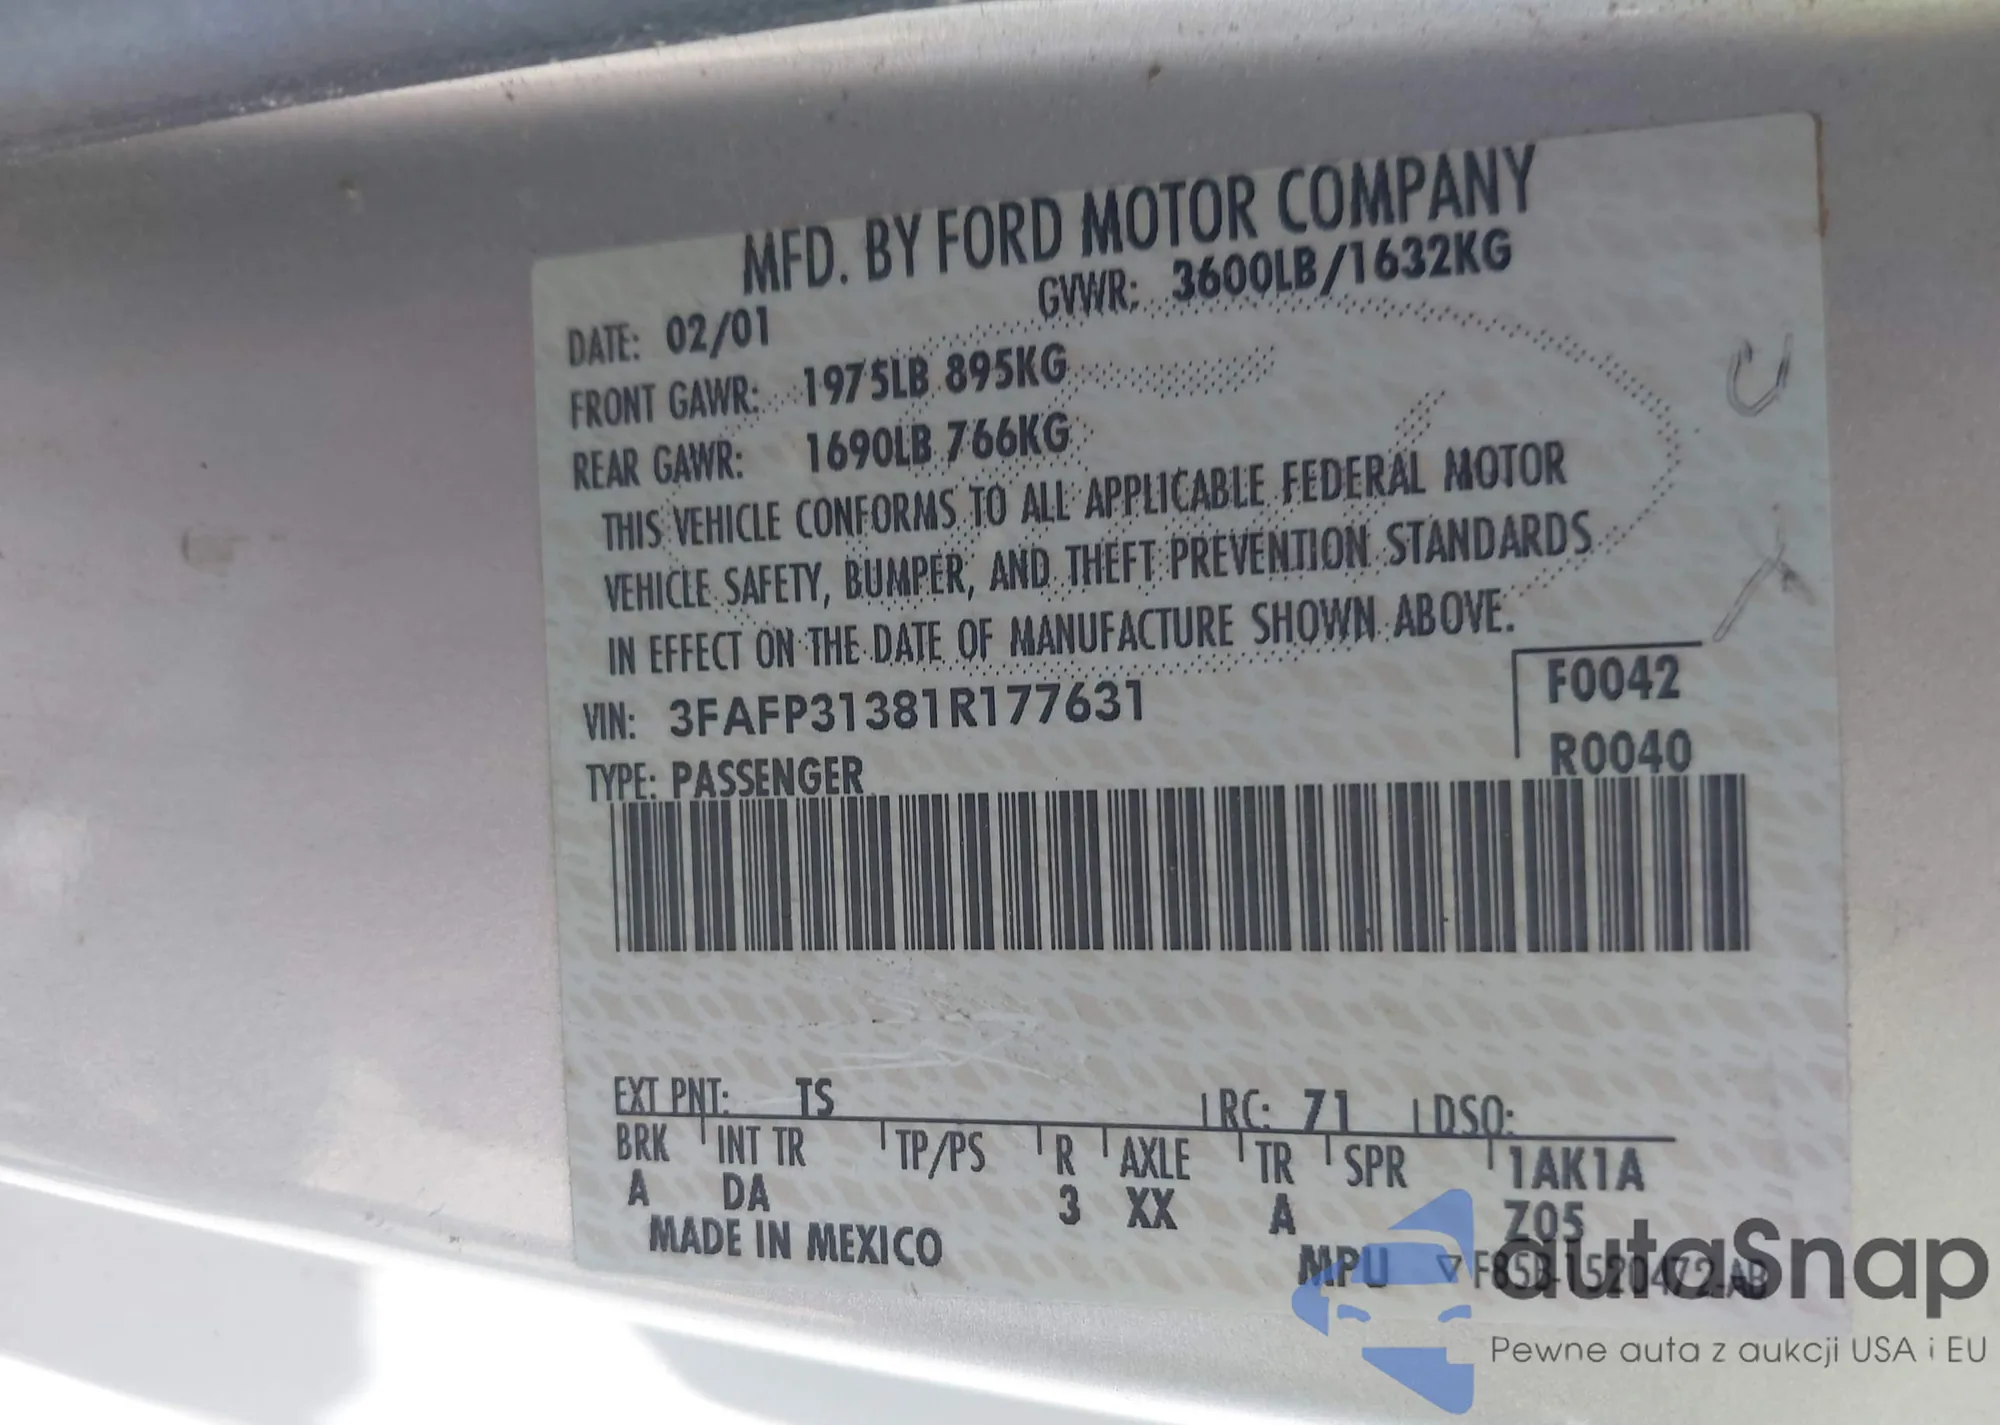 MFD. BY FORD MOTOR COMPANY
DATE: 02/01 GVWR: 3600LB/1632KG
FRONT GAWR: 1975LB 895KG
REAR GAWR: 1690LB 766KG
THIS VEHICLE CONFORMS TO ALL APPLICABLE FEDERAL MOTOR
VEHICLE SAFETY, BUMPER, AND THEFT PREVENTION STANDARDS
IN EFFECT ON THE DATE OF MANUFACTURE SHOWN ABOVE.
VIN: 3FAFP31381R177631 F0042
TYPE: PASSENGER R0040
EXT PNT: TS RC: 71 DSO:
BRK INT TR TP/PS R AXLE TR SPR 1AK1A
A DA 3 XX A Z05
MADE IN MEXICO MPU
autaSnap
Pewne auta z aukcji USA i EU